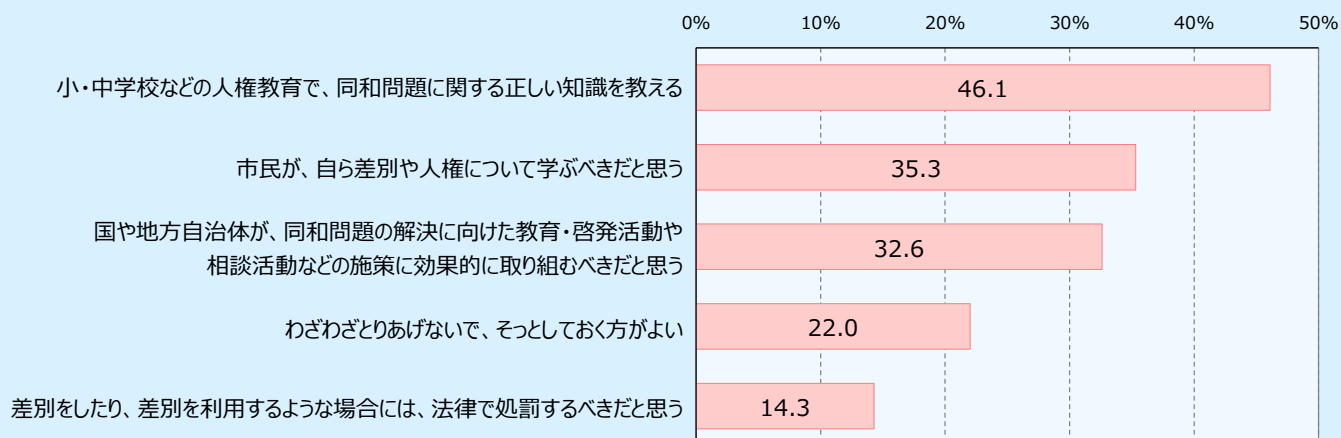 0% 10% 20% 30% 40% 50%
小・中学校などの人権教育で、同和問題に関する正しい知識を教える 46.1
市民が、自ら差別や人権について学ぶべきだと思う 35.3
国や地方自治体が、同和問題の解決に向けた教育・啓発活動や
相談活動などの施策に効果的に取り組むべきだと思う 32.6
わざわざとりあげないで、そっとしておく方がよい 22.0
差別をしたり、差別を利用するような場合には、法律で処罰するべきだと思う 14.3